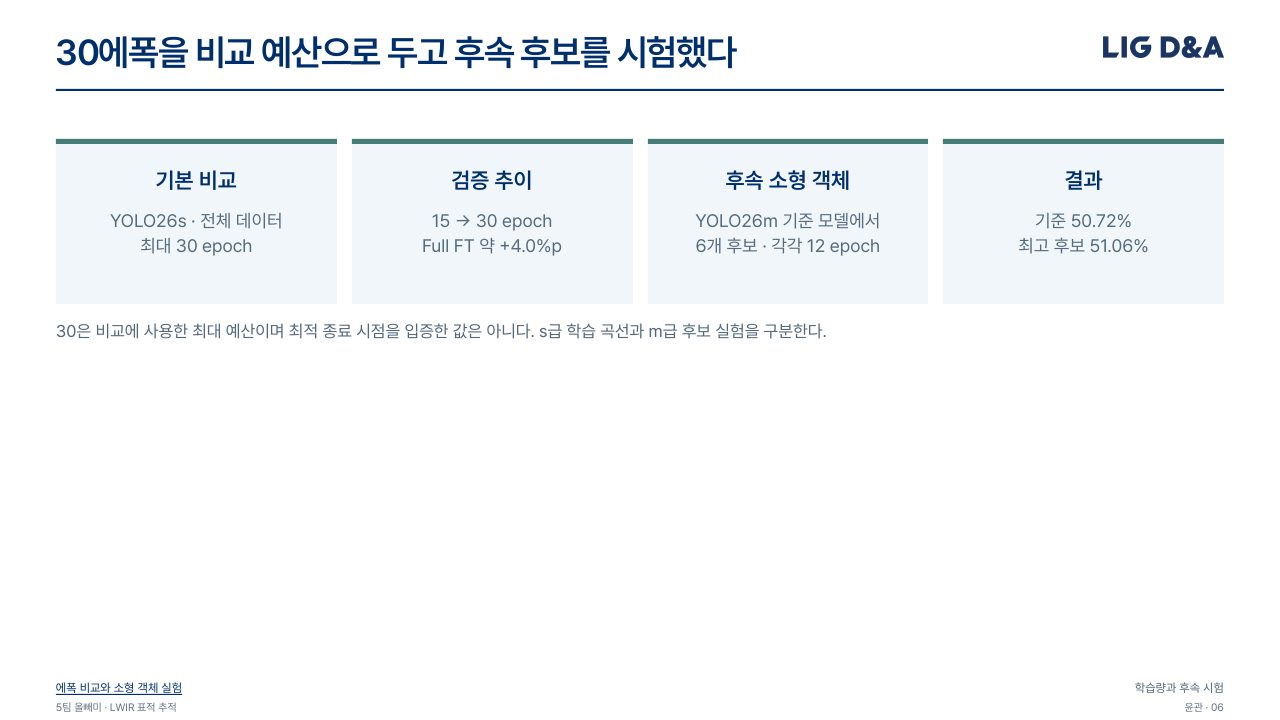 30에폭을 비교 예산으로 두고 후속 후보를 시험했다
LIG D&A
기본 비교
YOLO26s · 전체 데이터
최대 30 epoch
검증 추이
15 → 30 epoch
Full FT 약 +4.0%p
후속 소형 객체
YOLO26m 기준 모델에서
6개 후보 · 각각 12 epoch
결과
기준 50.72%
최고 후보 51.06%
30은 비교에 사용한 최대 예산이며 최적 종료 시점을 입증한 값은 아니다. s급 학습 곡선과 m급 후보 실험을 구분한다.
에폭 비교와 소형 객체 실험
5팀 올빼미 · LWIR 표적 추적
학습량과 후속 시험
윤관 · 06